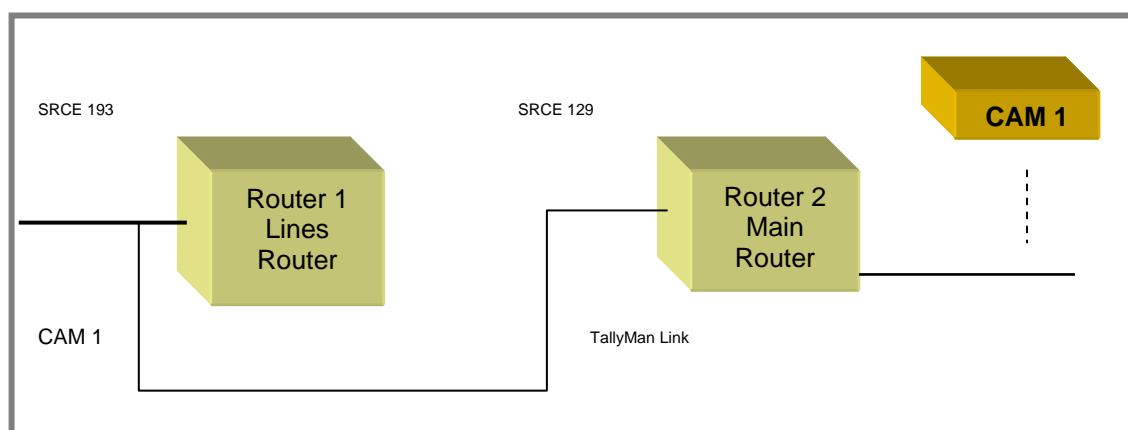 SRCE 193
SRCE 129
CAM 1
Router 1
Lines
Router
Router 2
Main
Router
CAM 1
TallyMan Link